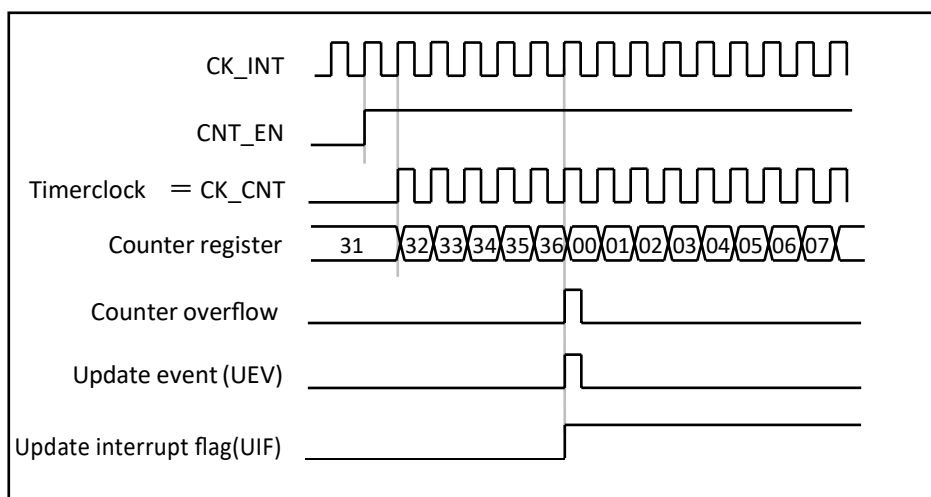 CK_INT
CNT_EN
Timerclock = CK_CNT
Counter register 31 32 33 34 35 36 00 01 02 03 04 05 06 07
Counter overflow
Update event (UEV)
Update interrupt flag(UIF)